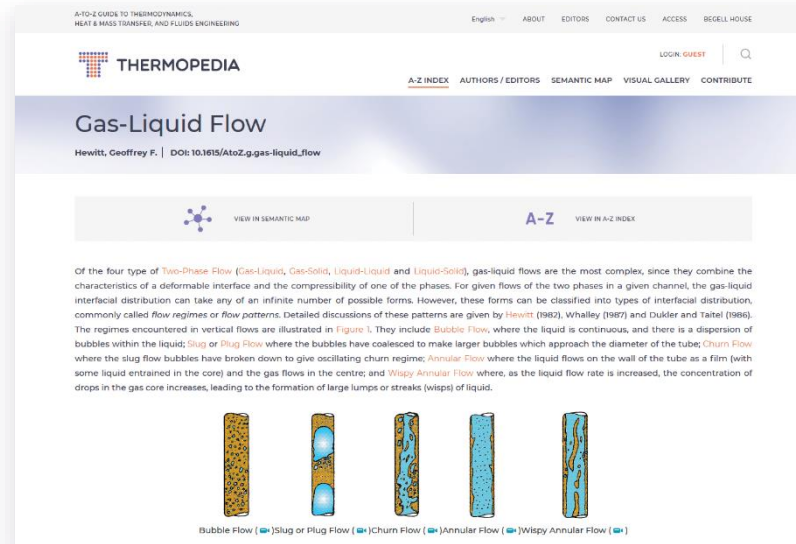 A-TO-Z GUIDE TO THERMODYNAMICS,
HEAT & MASS TRANSFER, AND FLUIDS ENGINEERING
English ABOUT EDITORS CONTACT US ACCESS BEGELL HOUSE
THERMOPEDIA
LOGIN: GUEST
A-Z INDEX AUTHORS / EDITORS SEMANTIC MAP VISUAL GALLERY CONTRIBUTE
Gas-Liquid Flow
Hewitt, Geoffrey F. | DOI: 10.1615/AtoZ.g.gas-liquid_flow
VIEW IN SEMANTIC MAP
A-Z VIEW IN A-Z INDEX
Of the four type of Two-Phase Flow (Gas-Liquid, Gas-Solid, Liquid-Liquid and Liquid-Solid), gas-liquid flows are the most complex, since they combine the
characteristics of a deformable interface and the compressibility of one of the phases. For given flows of the two phases in a given channel, the gas-liquid
interfacial distribution can take any of an infinite number of possible forms. However, these forms can be classified into types of interfacial distribution,
commonly called flow regimes or flow patterns. Detailed discussions of these patterns are given by Hewitt (1982), Whalley (1987) and Dukler and Taitel (1986).
The regimes encountered in vertical flows are illustrated in Figure 1. They include Bubble Flow, where the liquid is continuous, and there is a dispersion of
bubbles within the liquid; Slug or Plug Flow where the bubbles have coalesced to make larger bubbles which approach the diameter of the tube; Churn Flow
where the slug flow bubbles have broken down to give oscillating churn regime; Annular Flow where the liquid flows on the wall of the tube as a film (with
some liquid entrained in the core) and the gas flows in the centre; and Wispy Annular Flow where, as the liquid flow rate is increased, the concentration of
drops in the gas core increases, leading to the formation of large lumps or streaks (wisps) of liquid.
Bubble Flow ( )Slug or Plug Flow ( )Churn Flow ( )Annular Flow ( )Wispy Annular Flow ( )